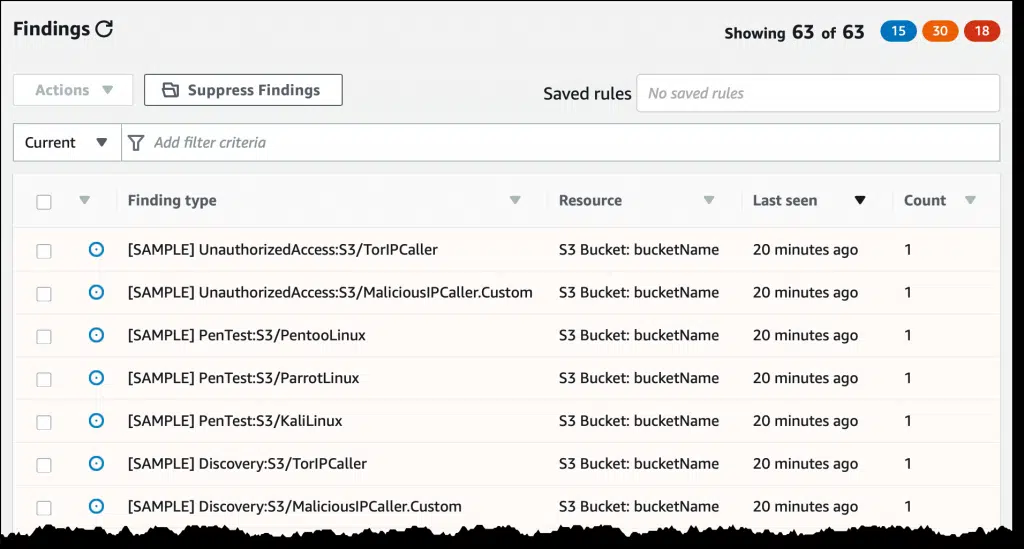 Findings
Showing 63 of 63 15 30 18
Actions Suppress Findings Saved rules No saved rules
Current Add filter criteria
Finding type Resource Last seen Count
[SAMPLE] UnauthorizedAccess:S3/TorIPCaller S3 Bucket: bucketName 20 minutes ago 1
[SAMPLE] UnauthorizedAccess:S3/MaliciousIPCaller.Custom S3 Bucket: bucketName 20 minutes ago 1
[SAMPLE] PenTest:S3/PentooLinux S3 Bucket: bucketName 20 minutes ago 1
[SAMPLE] PenTest:S3/ParrotLinux S3 Bucket: bucketName 20 minutes ago 1
[SAMPLE] PenTest:S3/KaliLinux S3 Bucket: bucketName 20 minutes ago 1
[SAMPLE] Discovery:S3/TorIPCaller S3 Bucket: bucketName 20 minutes ago 1
[SAMPLE] Discovery:S3/MaliciousIPCaller.Custom S3 Bucket: bucketName 20 minutes ago 1